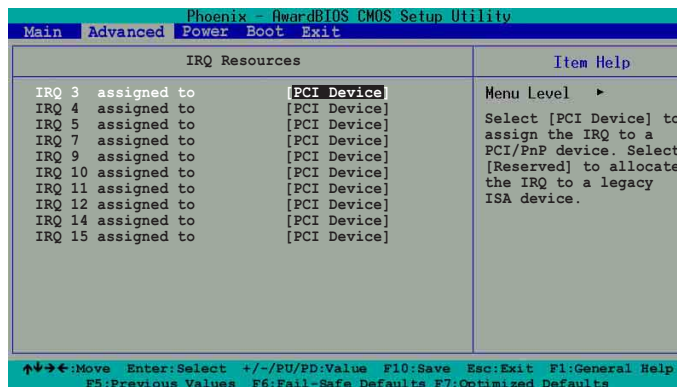 Phoenix - AwardBIOS CMOS Setup Utility
Main Advanced Power Boot Exit
IRQ Resources
Item Help
IRQ 3 assigned to [PCI Device]
IRQ 4 assigned to [PCI Device]
IRQ 5 assigned to [PCI Device]
IRQ 7 assigned to [PCI Device]
IRQ 9 assigned to [PCI Device]
IRQ 10 assigned to [PCI Device]
IRQ 11 assigned to [PCI Device]
IRQ 12 assigned to [PCI Device]
IRQ 14 assigned to [PCI Device]
IRQ 15 assigned to [PCI Device]
Menu Level ►
Select [PCI Device] to
assign the IRQ to a
PCI/PnP device. Select
[Reserved] to allocate
the IRQ to a legacy
ISA device.
↑↓→←:Move Enter:Select +/-/PU/PD:Value F10:Save Esc:Exit F1:General Help
F5:Previous Values F6:Fail-Safe Defaults F7:Optimized Defaults